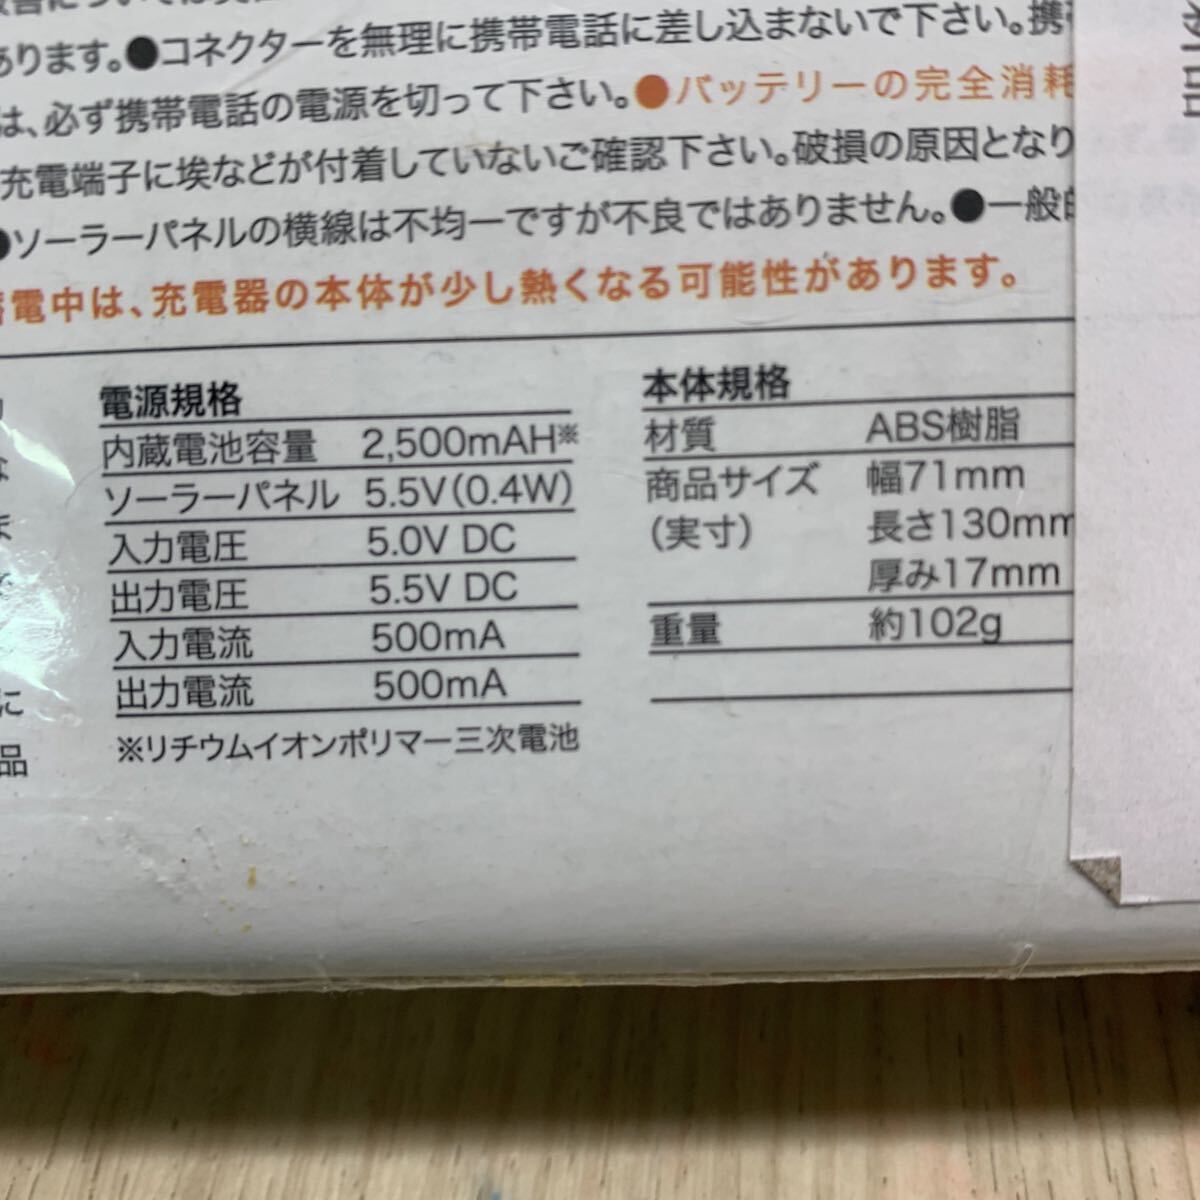 あります。●コネクターを無理に携帯電話に差し込まないで下さい。携
は、必ず携帯電話の電源を切って下さい。●バッテリーの完全消耗
充電端子に埃などが付着していないご確認下さい。破損の原因となり
●ソーラーパネルの横線は不均一ですが不良ではありません。●一般的
蓄電中は、充電器の本体が少し熱くなる可能性があります。
電源規格
内蔵電池容量 2,500mAH※
ソーラーパネル 5.5V(0.4W)
入力電圧 5.0V DC
出力電圧 5.5V DC
入力電流 500mA
出力電流 500mA
※リチウムイオンポリマー三次電池
本体規格
材質 ABS樹脂
商品サイズ 幅71mm
(実寸) 長さ130mm
厚み17mm
重量 約102g
な
ま
に
品